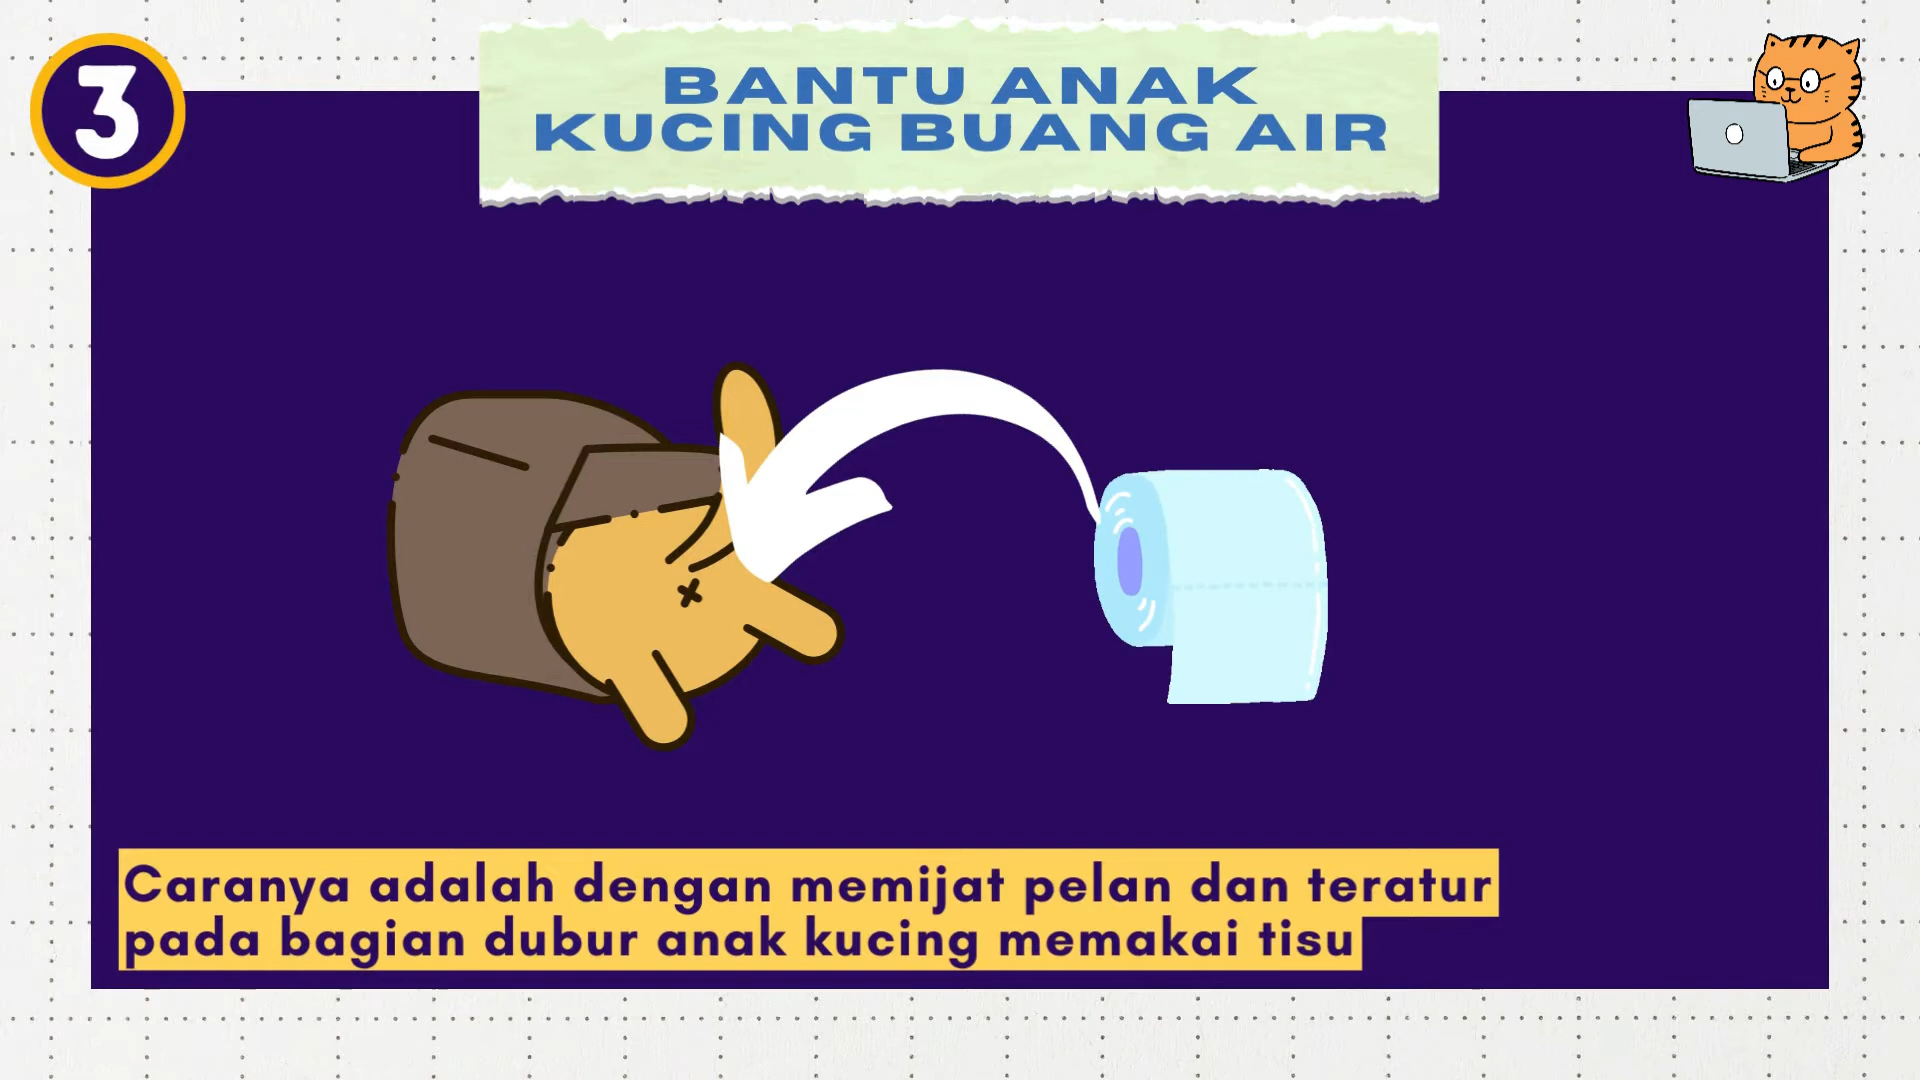 3
BANTU ANAK
KUCING BUANG AIR
Caranya adalah dengan memijat pelan dan teratur
pada bagian dubur anak kucing memakai tisu